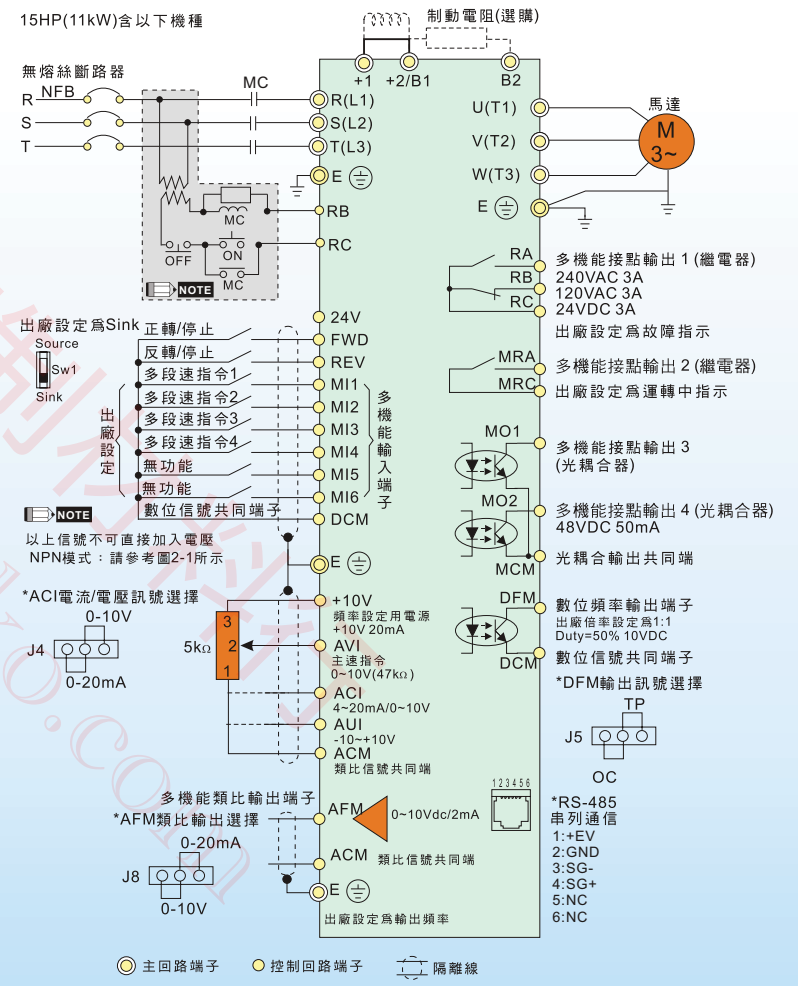 15HP(11kW)含以下機種
制動電阻(選購)
+1
+2/B1
B2
無熔絲斷路器
NFB
MC
R
S
T
R(L1)
S(L2)
T(L3)
E
RB
RC
MC
OFF
ON
MC
NOTE
U(T1)
V(T2)
W(T3)
E
馬達
M
3~
RA
RB
RC
多機能接點輸出1(繼電器)
240VAC 3A
120VAC 3A
24VDC 3A
出廠設定為故障指示
MRA
MRC
多機能接點輸出2(繼電器)
出廠設定為運轉中指示
MO1
多機能接點輸出3
(光耦合器)
MO2
多機能接點輸出4(光耦合器)
48VDC 50mA
MCM
光耦合輸出共同端
DFM
數位頻率輸出端子
出廠倍率設定為1:1
Duty=50% 10VDC
DCM
數位信號共同端子
*DFM輸出訊號選擇
TP
J5
OC
出廠設定為Sink
Source
Sw1
Sink
出廠設定
正轉/停止
反轉/停止
多段速指令1
多段速指令2
多段速指令3
多段速指令4
無功能
無功能
數位信號共同端子
24V
FWD
REV
MI1
MI2
MI3
MI4
MI5
MI6
DCM
多機能輸入端子
NOTE
以上信號不可直接加入電壓
NPN模式：請參考圖2-1所示
E
*ACI電流/電壓訊號選擇
0-10V
J4
0-20mA
5kΩ
3
2
1
+10V
頻率設定用電源
+10V 20mA
AVI
主速指令
0~10V(47kΩ)
ACI
4~20mA/0~10V
AUI
-10~+10V
ACM
類比信號共同端
多機能類比輸出端子
*AFM類比輸出選擇
0-20mA
J8
0-10V
AFM
0~10Vdc/2mA
ACM
類比信號共同端
E
出廠設定為輸出頻率
1 2 3 4 5 6
*RS-485
串列通信
1:+EV
2:GND
3:SG-
4:SG+
5:NC
6:NC
主回路端子
控制回路端子
隔離線